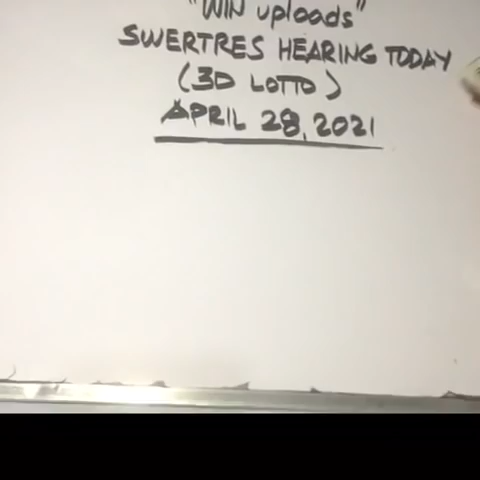 "WIN uploads"
SWERTRES HEARING TODAY
(3D LOTTO)
APRIL 28, 2021